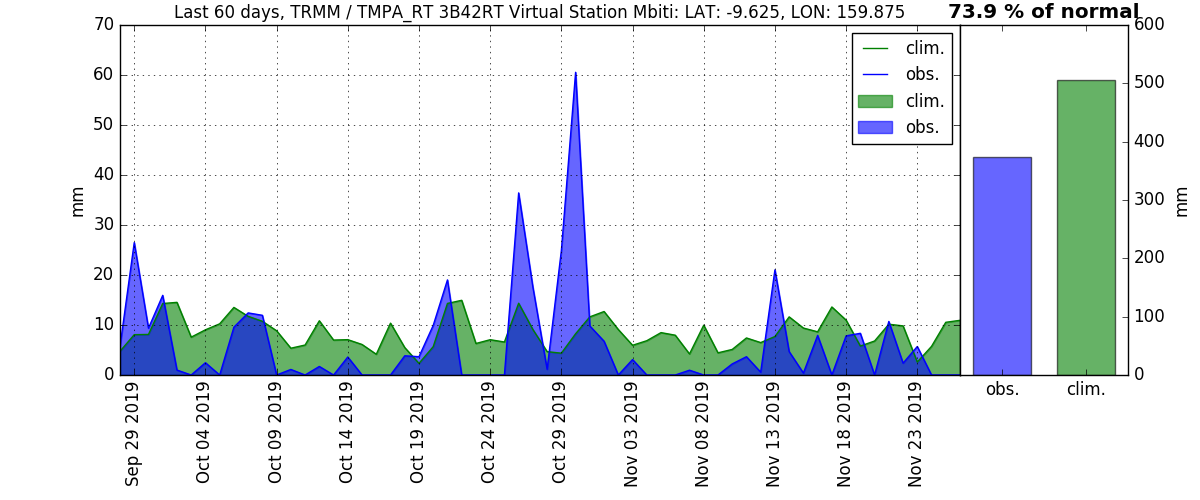 Last 60 days, TRMM / TMPA_RT 3B42RT Virtual Station Mbiti: LAT: -9.625, LON: 159.875
73.9 % of normal
70
60
50
40
30
20
10
0
mm
clim.
obs.
clim.
obs.
Sep 29 2019
Oct 04 2019
Oct 09 2019
Oct 14 2019
Oct 19 2019
Oct 24 2019
Oct 29 2019
Nov 03 2019
Nov 08 2019
Nov 13 2019
Nov 18 2019
Nov 23 2019
600
500
400
300
200
100
0
mm
obs.
clim.